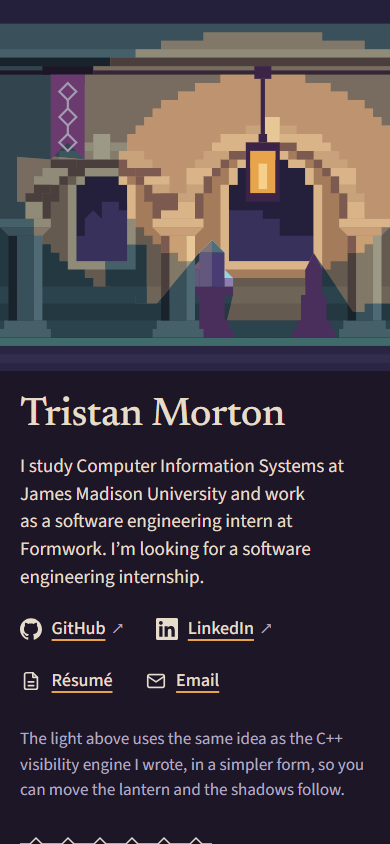 Tristan Morton
I study Computer Information Systems at
James Madison University and work
as a software engineering intern at
Formwork. I’m looking for a software
engineering internship.
GitHub ↗ LinkedIn ↗
Résumé Email
The light above uses the same idea as the C++
visibility engine I wrote, in a simpler form, so you
can move the lantern and the shadows follow.